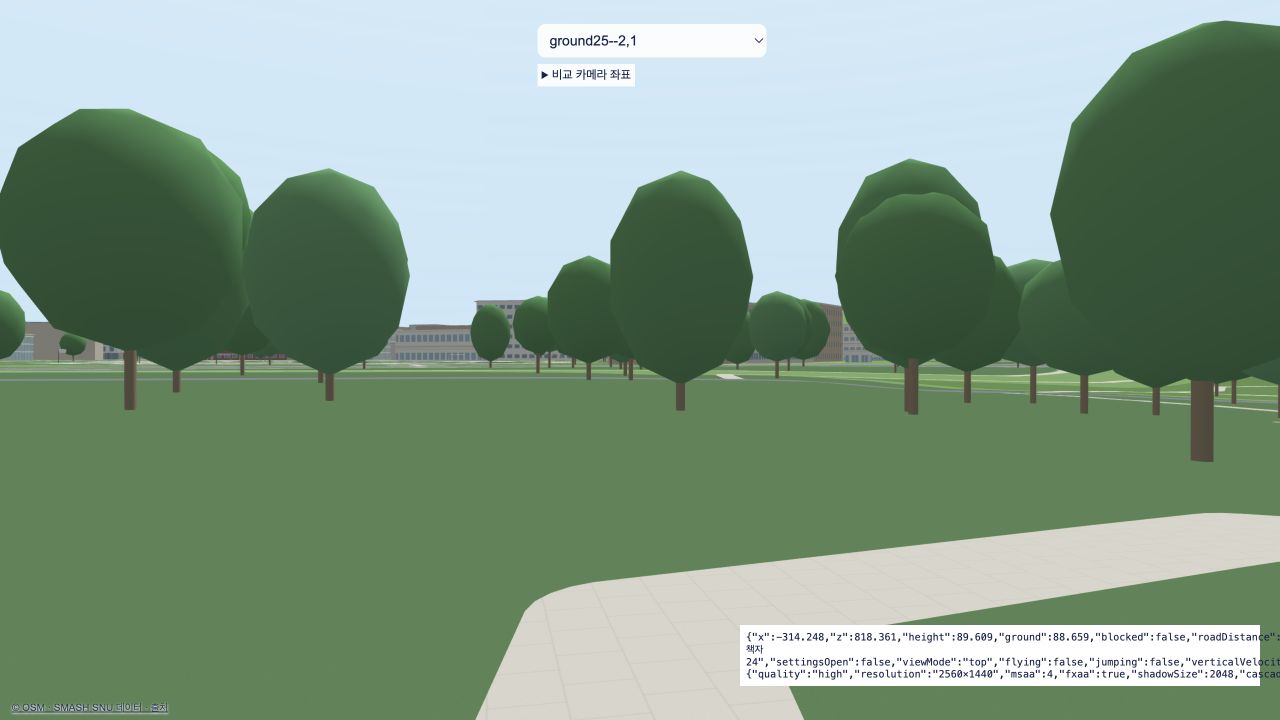 ground25--2,1
▶ 비교 카메라 좌표
{"x":−314.248,"z":818.361,"height":89.609,"ground":88.659,"blocked":false,"roadDistance":
책자
24","settingsOpen":false,"viewMode":"top","flying":false,"jumping":false,"verticalVelocit
{"quality":"high","resolution":"2560×1440","msaa":4,"fxaa":true,"shadowSize":2048,"cascad
© OSM · SMASH SNU 데이터 · 출처